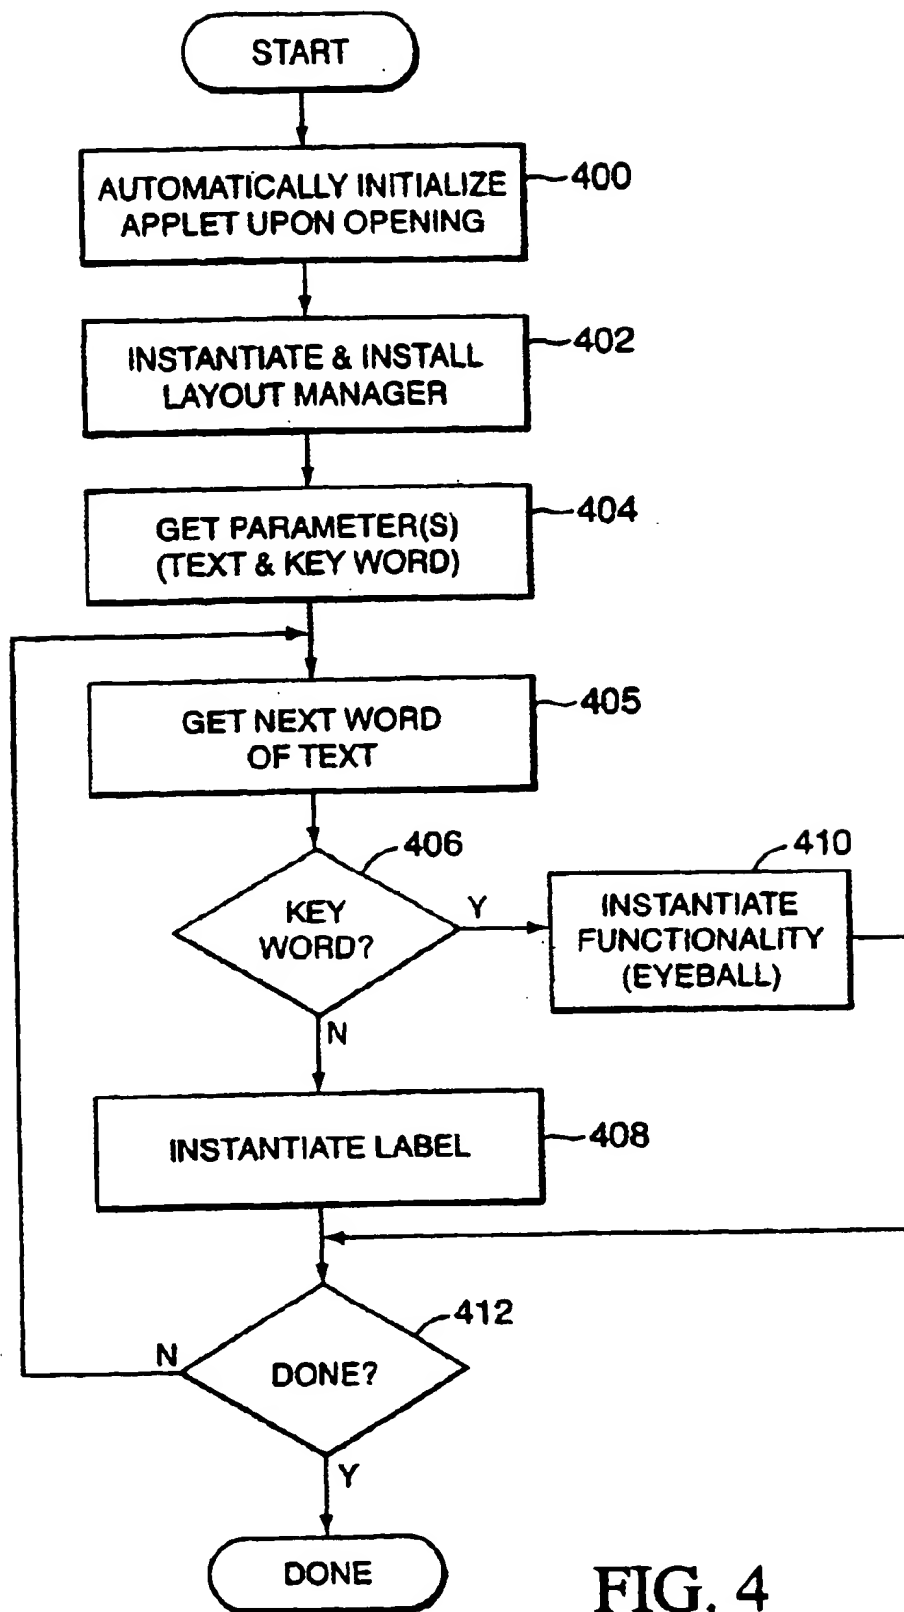 START
AUTOMATICALLY INITIALIZE
APPLET UPON OPENING
400
INSTANTIATE & INSTALL
LAYOUT MANAGER
402
GET PARAMETER(S)
(TEXT & KEY WORD)
404
GET NEXT WORD
OF TEXT
405
KEY
WORD?
406
Y
N
INSTANTIATE
FUNCTIONALITY
(EYEBALL)
410
INSTANTIATE LABEL
408
DONE?
412
N
Y
DONE
FIG. 4